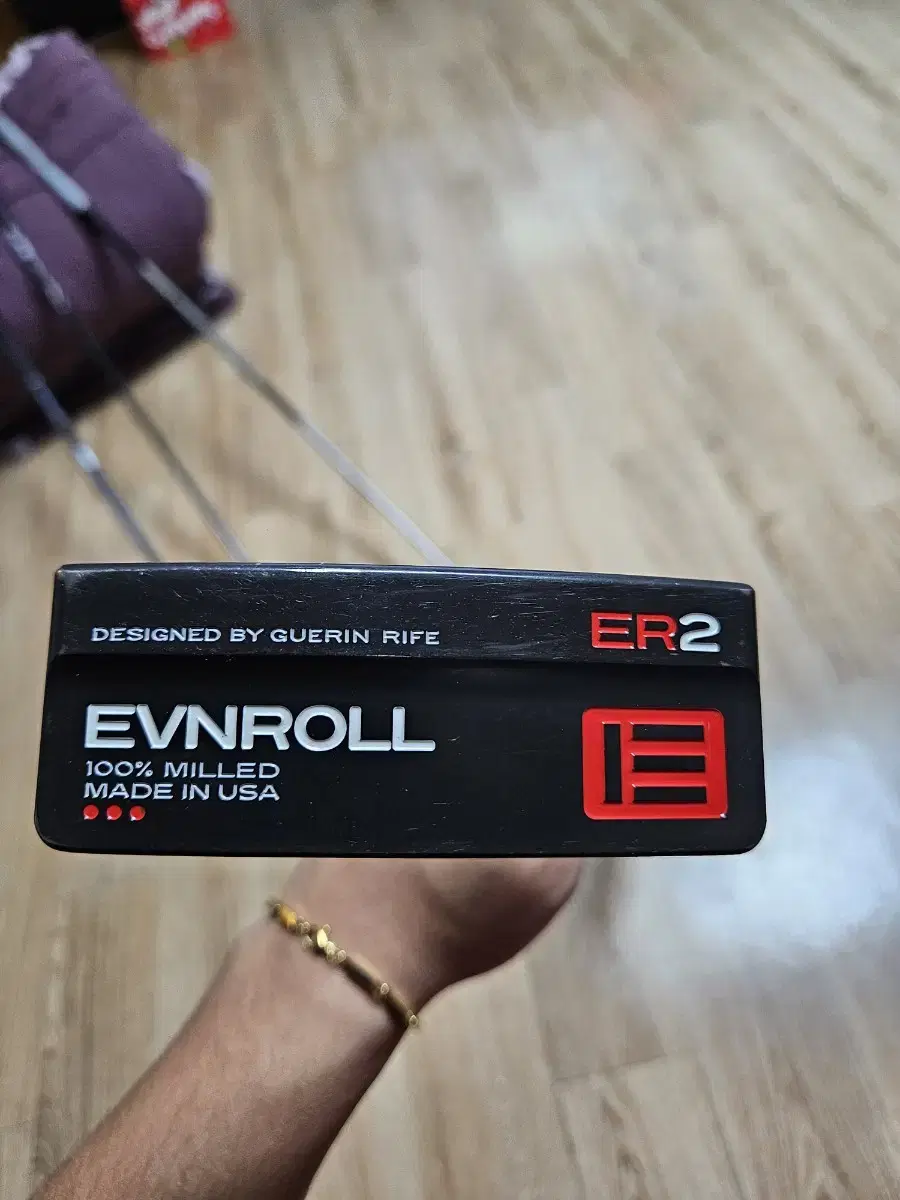 DESIGNED BY GUERIN RIFE
ER2
EVNROLL
100% MILLED
MADE IN USA